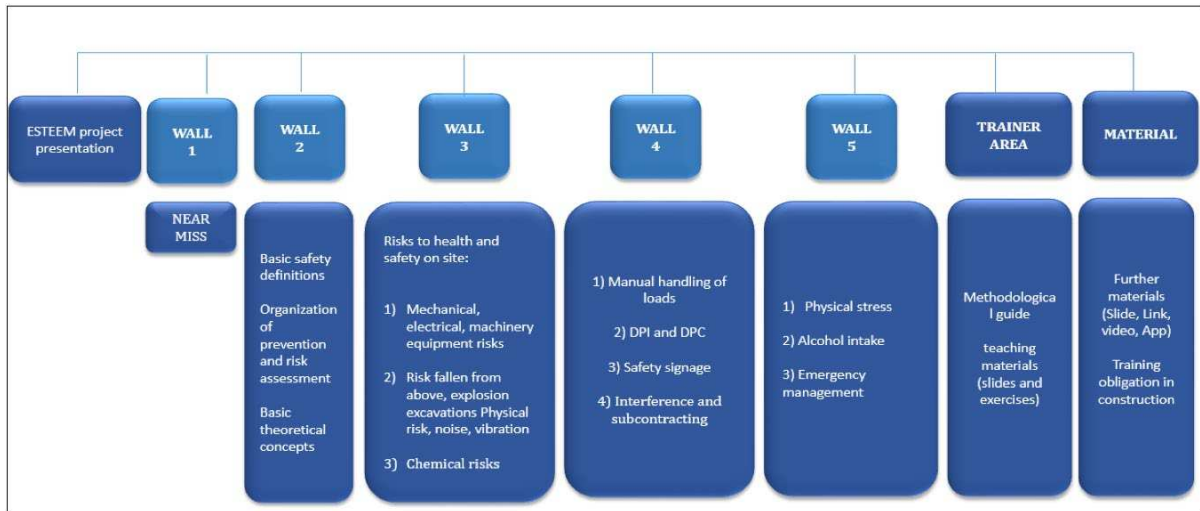 ESTEEM project
presentation
WALL
1
WALL
2
WALL
3
WALL
4
WALL
5
TRAINER
AREA
MATERIAL
NEAR
MISS
Basic safety
definitions
Organization
of
prevention
and risk
assessment
Basic
theoretical
concepts
Risks to health and
safety on site:
1) Mechanical,
electrical, machinery
equipment risks
2) Risk fallen from
above, explosion
excavations Physical
risk, noise, vibration
3) Chemical risks
1) Manual handling of
loads
2) DPI and DPC
3) Safety signage
4) Interference and
subcontracting
1) Physical stress
2) Alcohol intake
3) Emergency
management
Methodologica
l guide
teaching
materials
(slides and
exercises)
Further
materials
(Slide, Link,
video, App)
Training
obligation in
construction